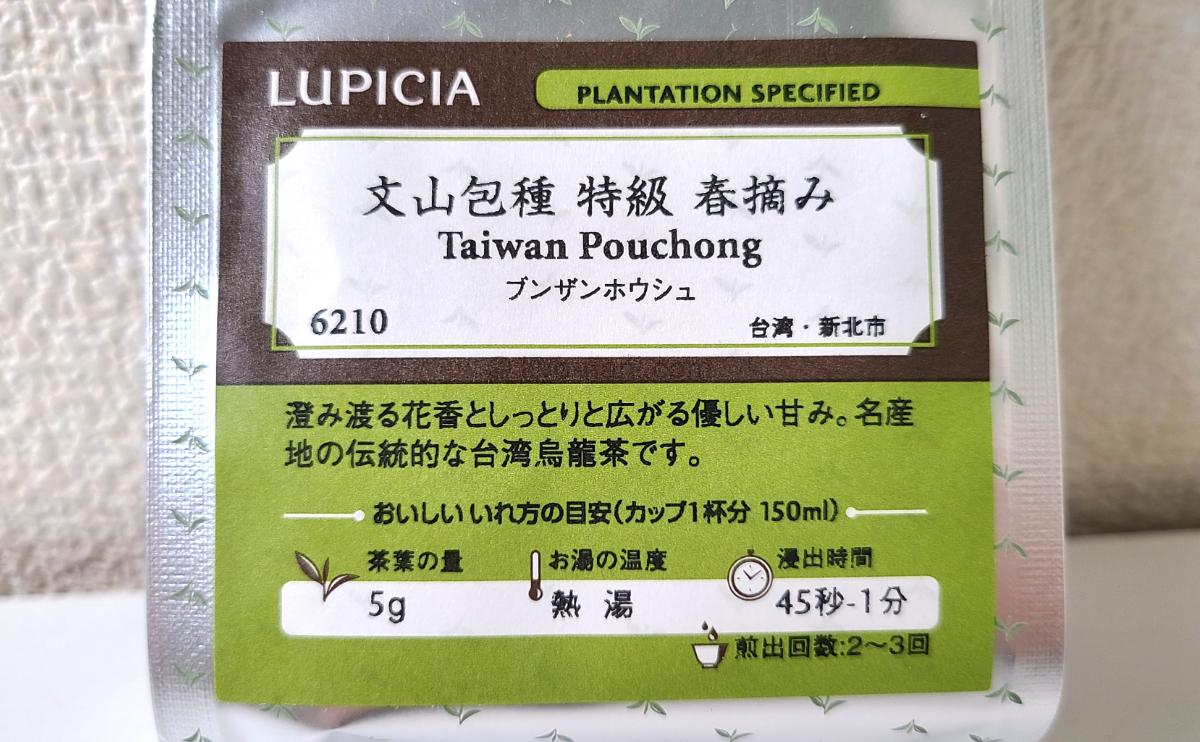 LUPICIA
PLANTATION SPECIFIED
文山包種 特級 春摘み
Taiwan Pouchong
ブンザンホウシュ
6210
台湾・新北市
澄み渡る花香としっとりと広がる優しい甘み。名産
地の伝統的な台湾烏龍茶です。
おいしいいれ方の目安(カップ1杯分 150ml)
茶葉の量 お湯の温度 浸出時間
5g 熱 湯 45秒-1分
煎出回数:2〜3回